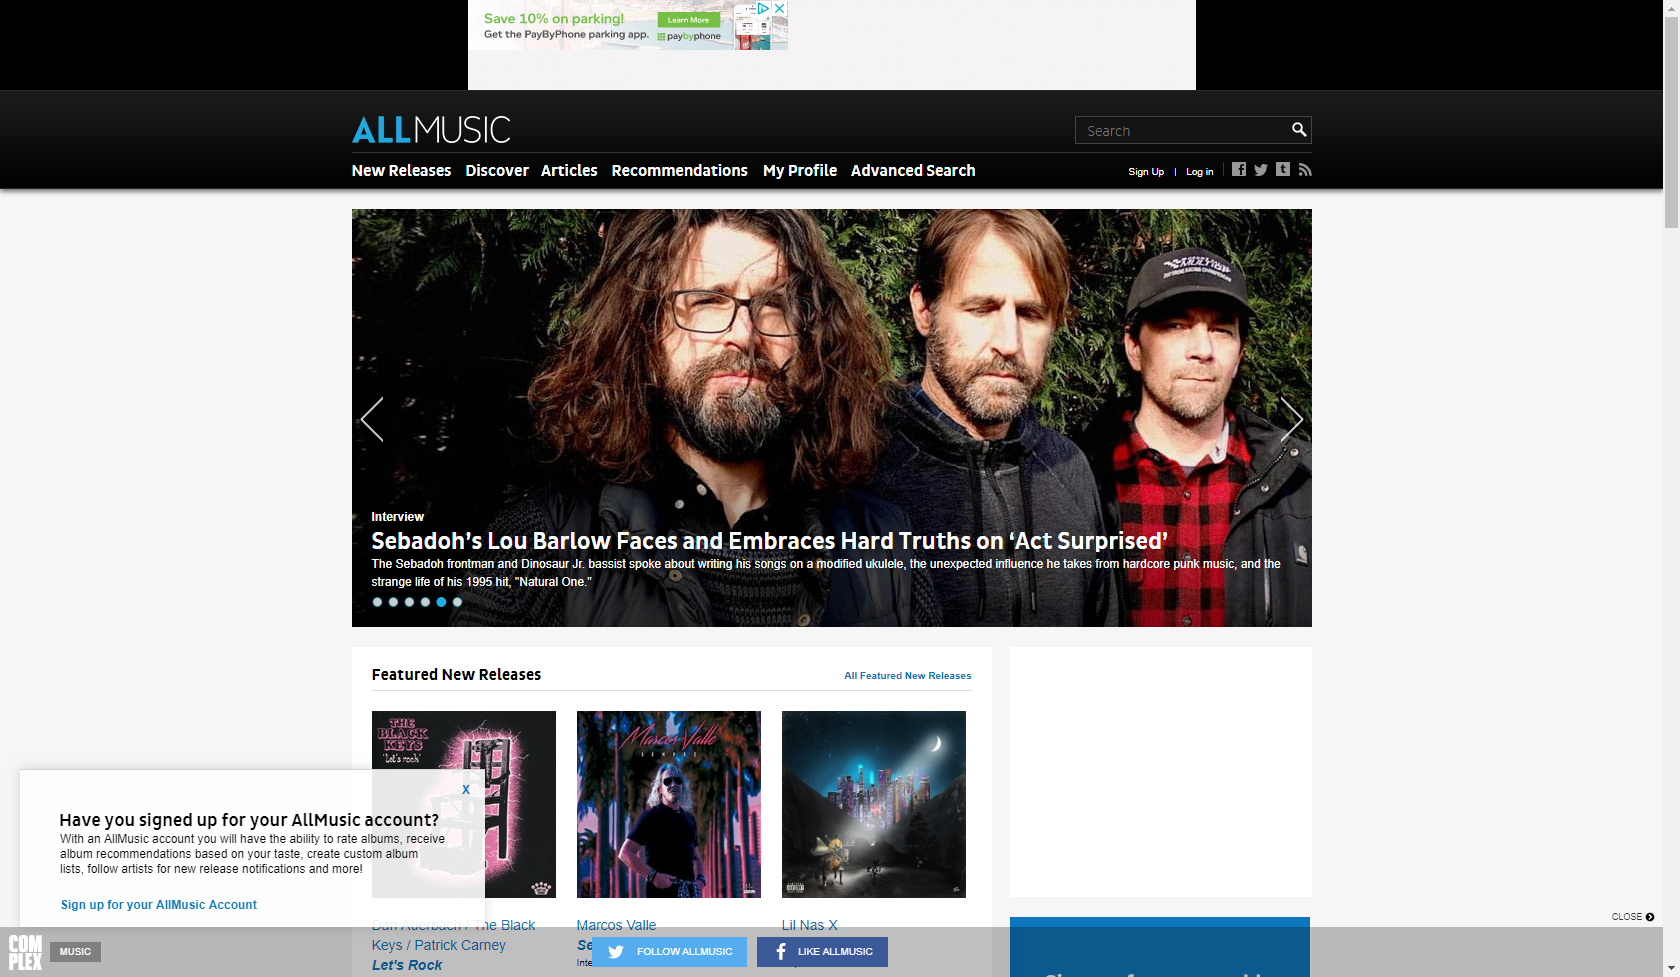 Save 10% on parking!
Get the PayByPhone parking app.
Learn More
paybyphone
ALLMUSIC
Search
New Releases
Discover
Articles
Recommendations
My Profile
Advanced Search
Sign Up | Log in
Interview
Sebadoh's Lou Barlow Faces and Embraces Hard Truths on ‘Act Surprised’
The Sebadoh frontman and Dinosaur Jr. bassist spoke about writing his songs on a modified ukulele, the unexpected influence he takes from hardcore punk music, and the
strange life of his 1995 hit, "Natural One."
Featured New Releases
All Featured New Releases
THE
BLACK
KEYS
"Let's rock"
Marcos Valle
SEMPRE
X
Have you signed up for your AllMusic account?
With an AllMusic account you will have the ability to rate albums, receive
album recommendations based on your taste, create custom album
lists, follow artists for new release notifications and more!
Sign up for your AllMusic Account
Dan Auerbach / The Black
Keys / Patrick Carney
Let's Rock
Marcos Valle
Se
Inte
Lil Nas X
CLOSE
COM
PLEX
MUSIC
FOLLOW ALLMUSIC
LIKE ALLMUSIC